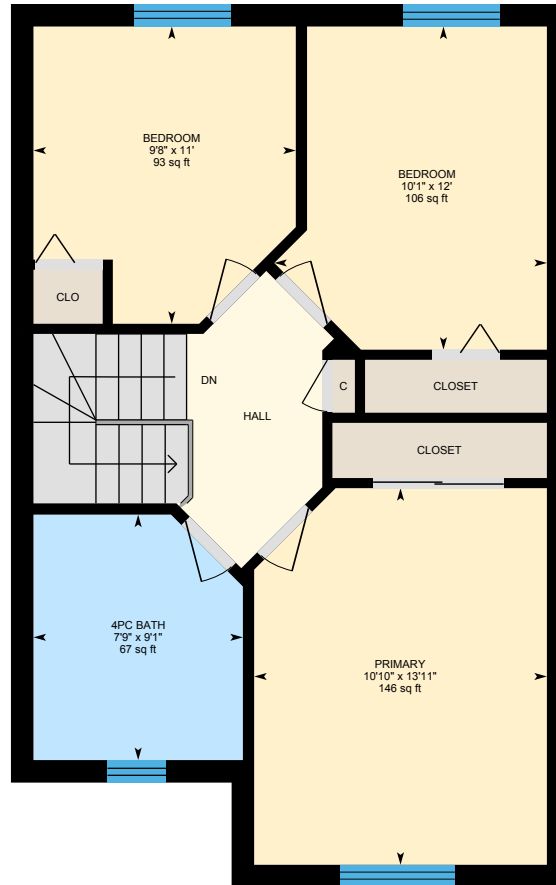 BEDROOM
9'8" x 11'
93 sq ft
BEDROOM
10'1" x 12'
106 sq ft
CLO
DN
HALL
C
CLOSET
CLOSET
4PC BATH
7'9" x 9'1"
67 sq ft
PRIMARY
10'10" x 13'11"
146 sq ft